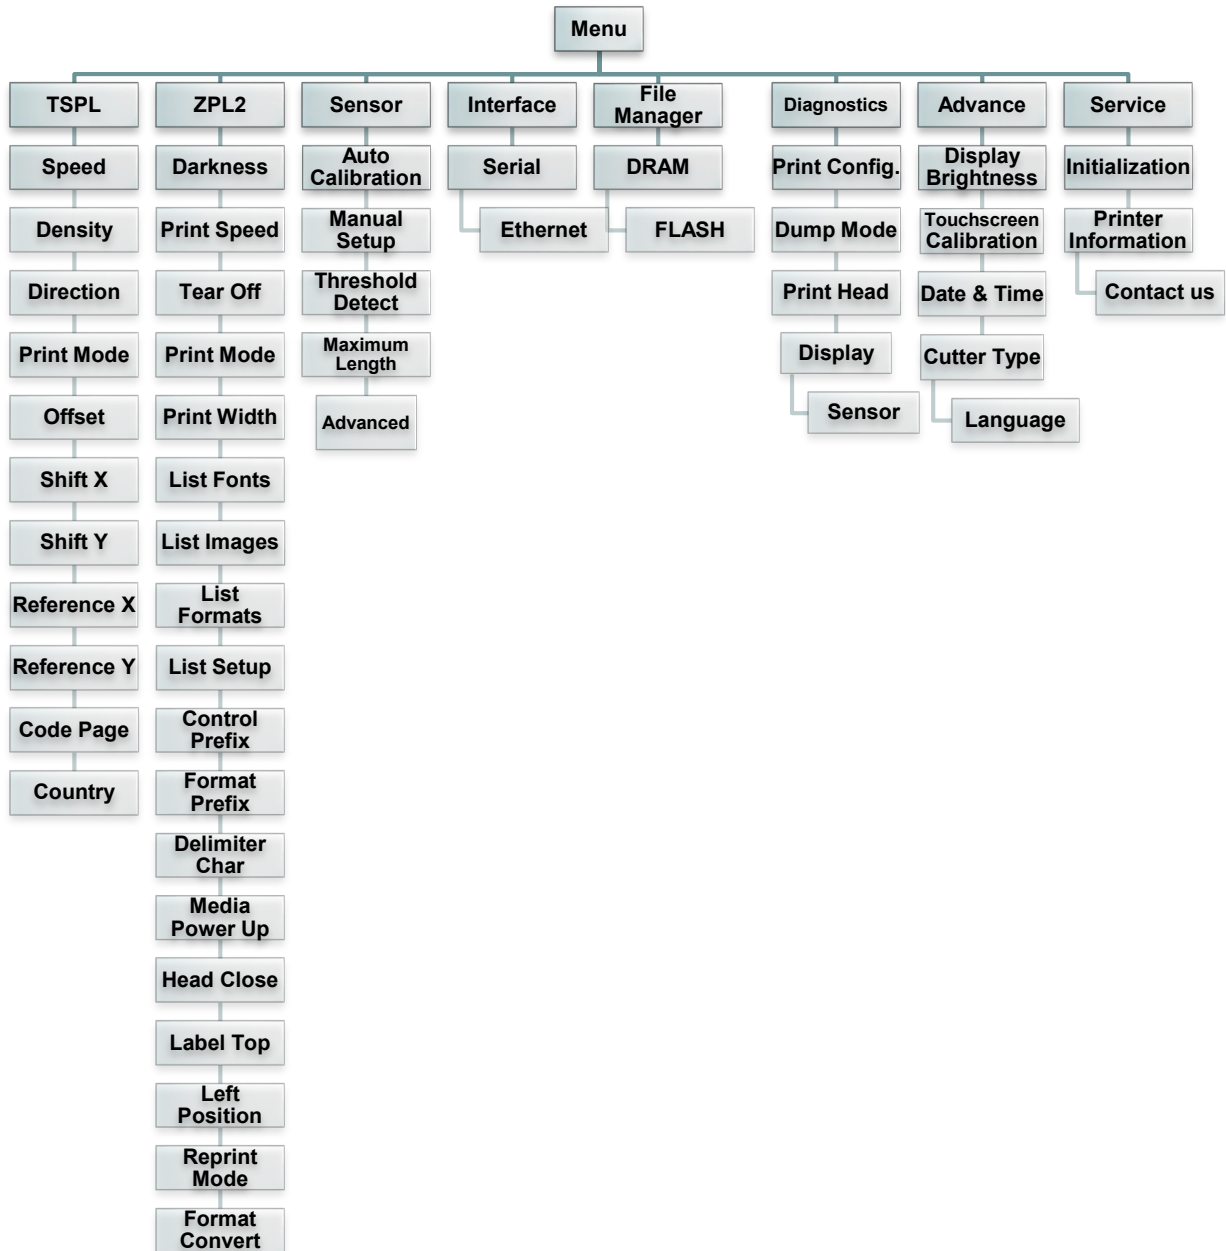 Menu
TSPL
Speed
Density
Direction
Print Mode
Offset
Shift X
Shift Y
Reference X
Reference Y
Code Page
Country
ZPL2
Darkness
Print Speed
Tear Off
Print Mode
Print Width
List Fonts
List Images
List
Formats
List Setup
Control
Prefix
Format
Prefix
Delimiter
Char
Media
Power Up
Head Close
Label Top
Left
Position
Reprint
Mode
Format
Convert
Sensor
Auto
Calibration
Manual
Setup
Threshold
Detect
Maximum
Length
Advanced
Interface
Serial
Ethernet
File
Manager
DRAM
FLASH
Diagnostics
Print Config.
Dump Mode
Print Head
Display
Sensor
Advance
Display
Brightness
Touchscreen
Calibration
Date & Time
Cutter Type
Language
Service
Initialization
Printer
Information
Contact us